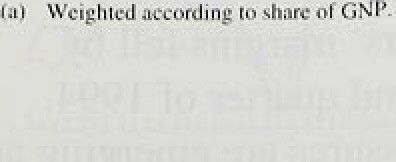 (a) Weighted according to share of GNP.